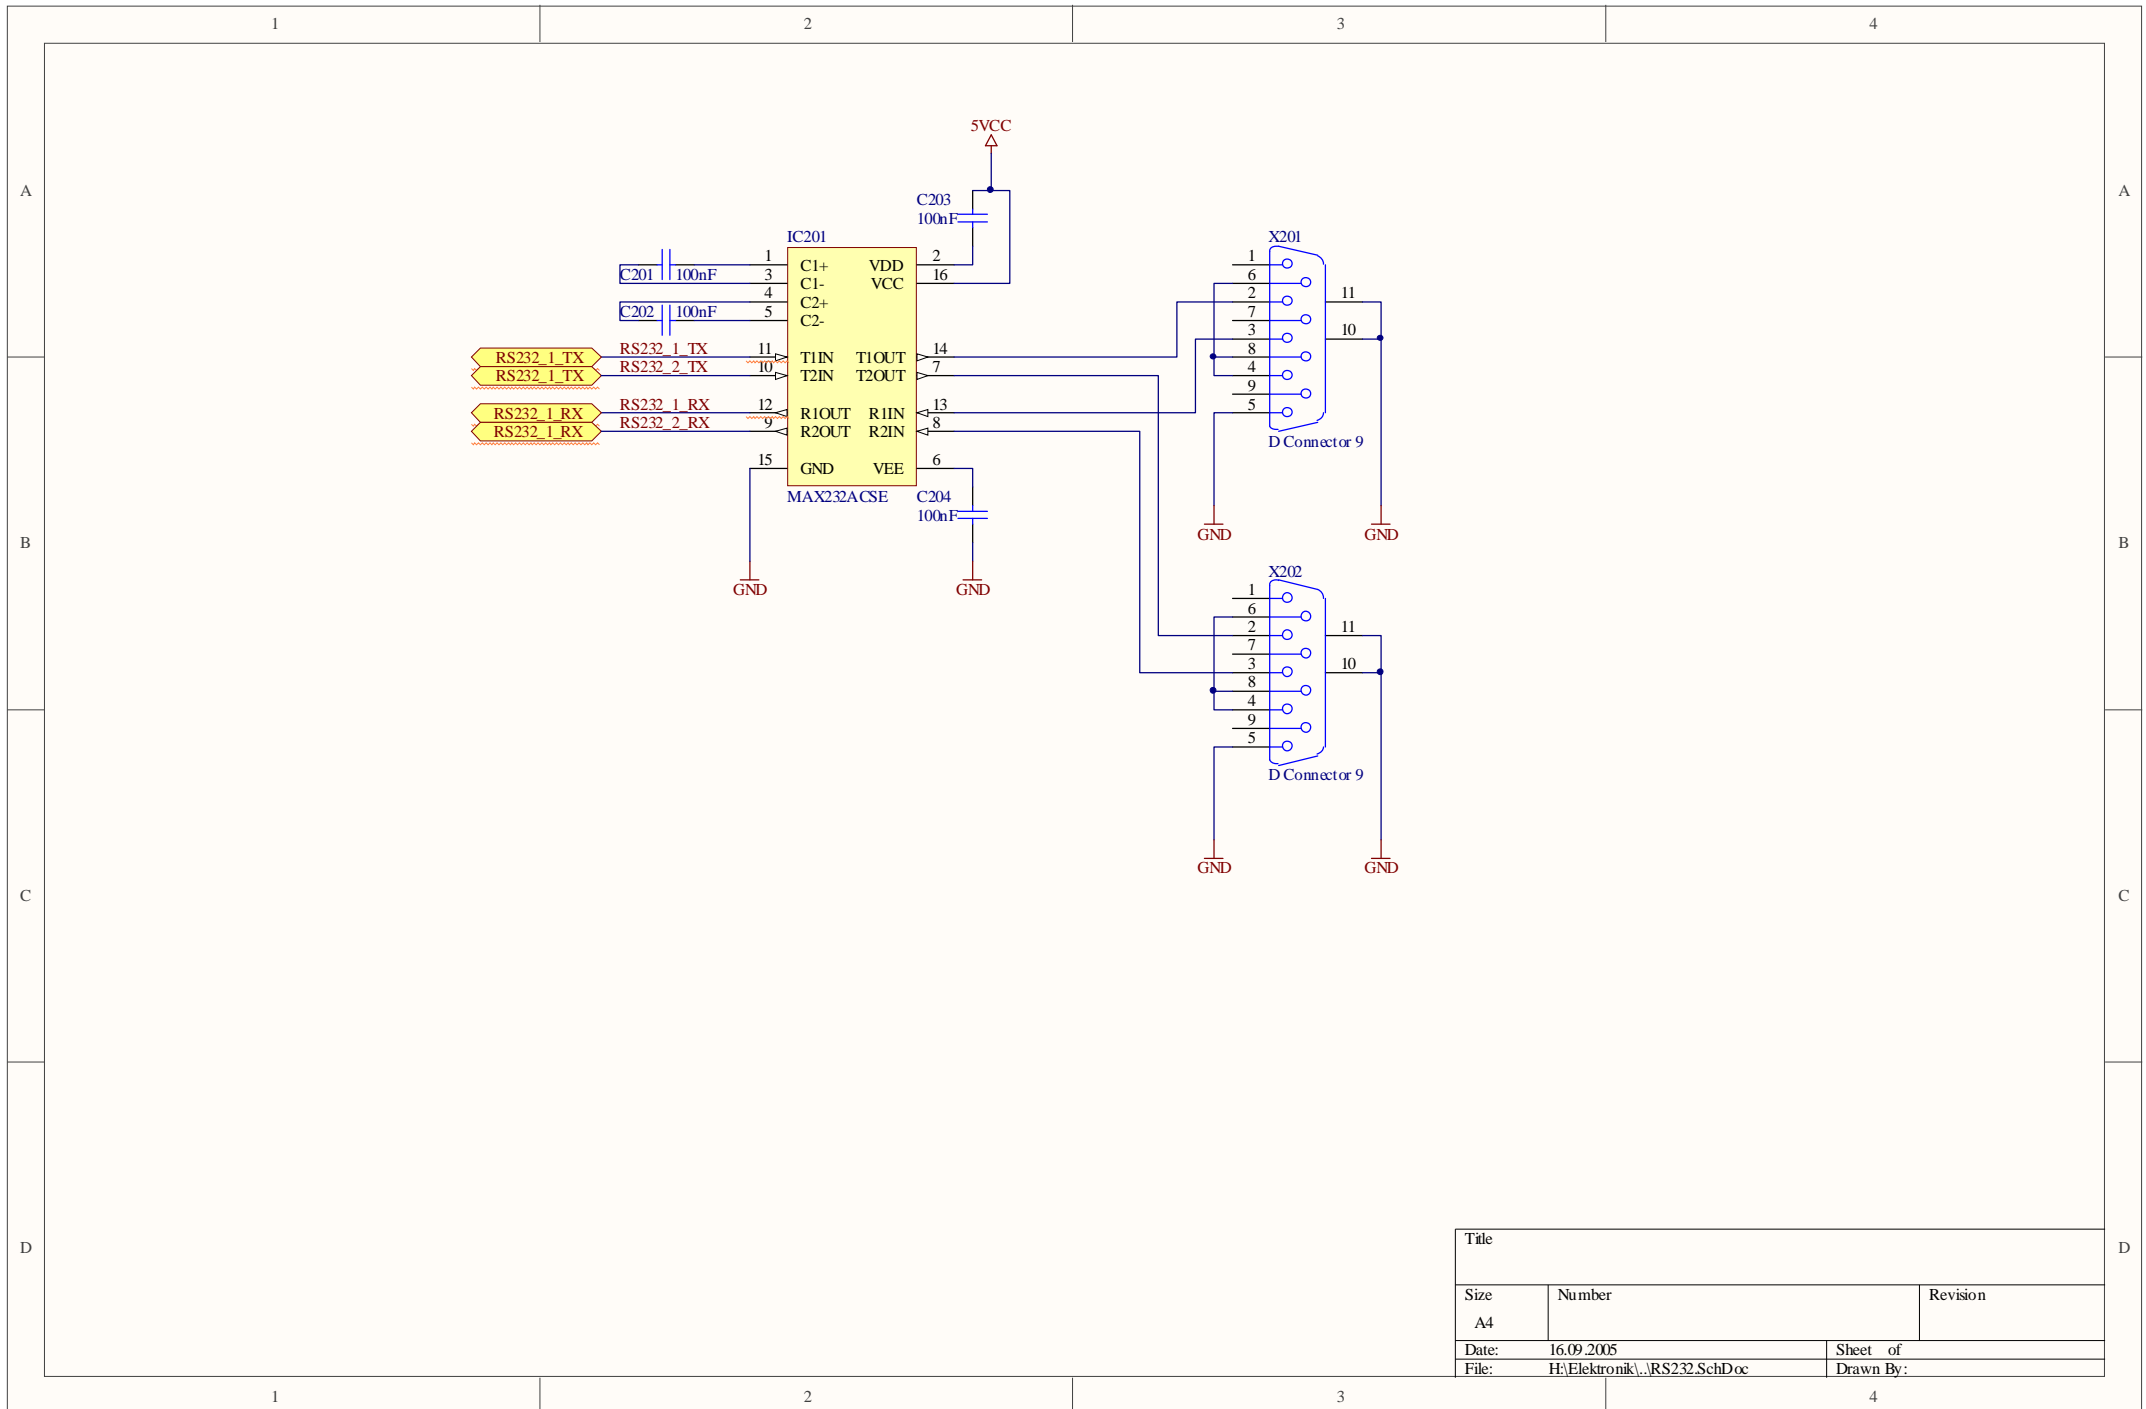 1 2 3 4
A A
5VCC
C203
100nF
IC201
1 C1+ VDD 2
C201 100nF 3 C1- VCC 16
4 C2+
C202 100nF 5 C2-
RS232_1_TX RS232_1_TX 11 T1IN T1OUT 14
RS232_1_TX RS232_2_TX 10 T2IN T2OUT 7
RS232_1_RX RS232_1_RX 12 R1OUT R1IN 13
RS232_1_RX RS232_2_RX 9 R2OUT R2IN 8
15 GND VEE 6
MAX232ACSE
C204
100nF
GND
GND
X201
1
6
2 11
7
3 10
8
4
9
5
D Connector 9
GND GND
B B
X202
1
6
2 11
7
3 10
8
4
9
5
D Connector 9
GND GND
C C
D D
Title
Size Number Revision
A4
Date: 16.09.2005 Sheet of
File: H:\Elektronik\..\RS232.SchDoc Drawn By:
1 2 3 4